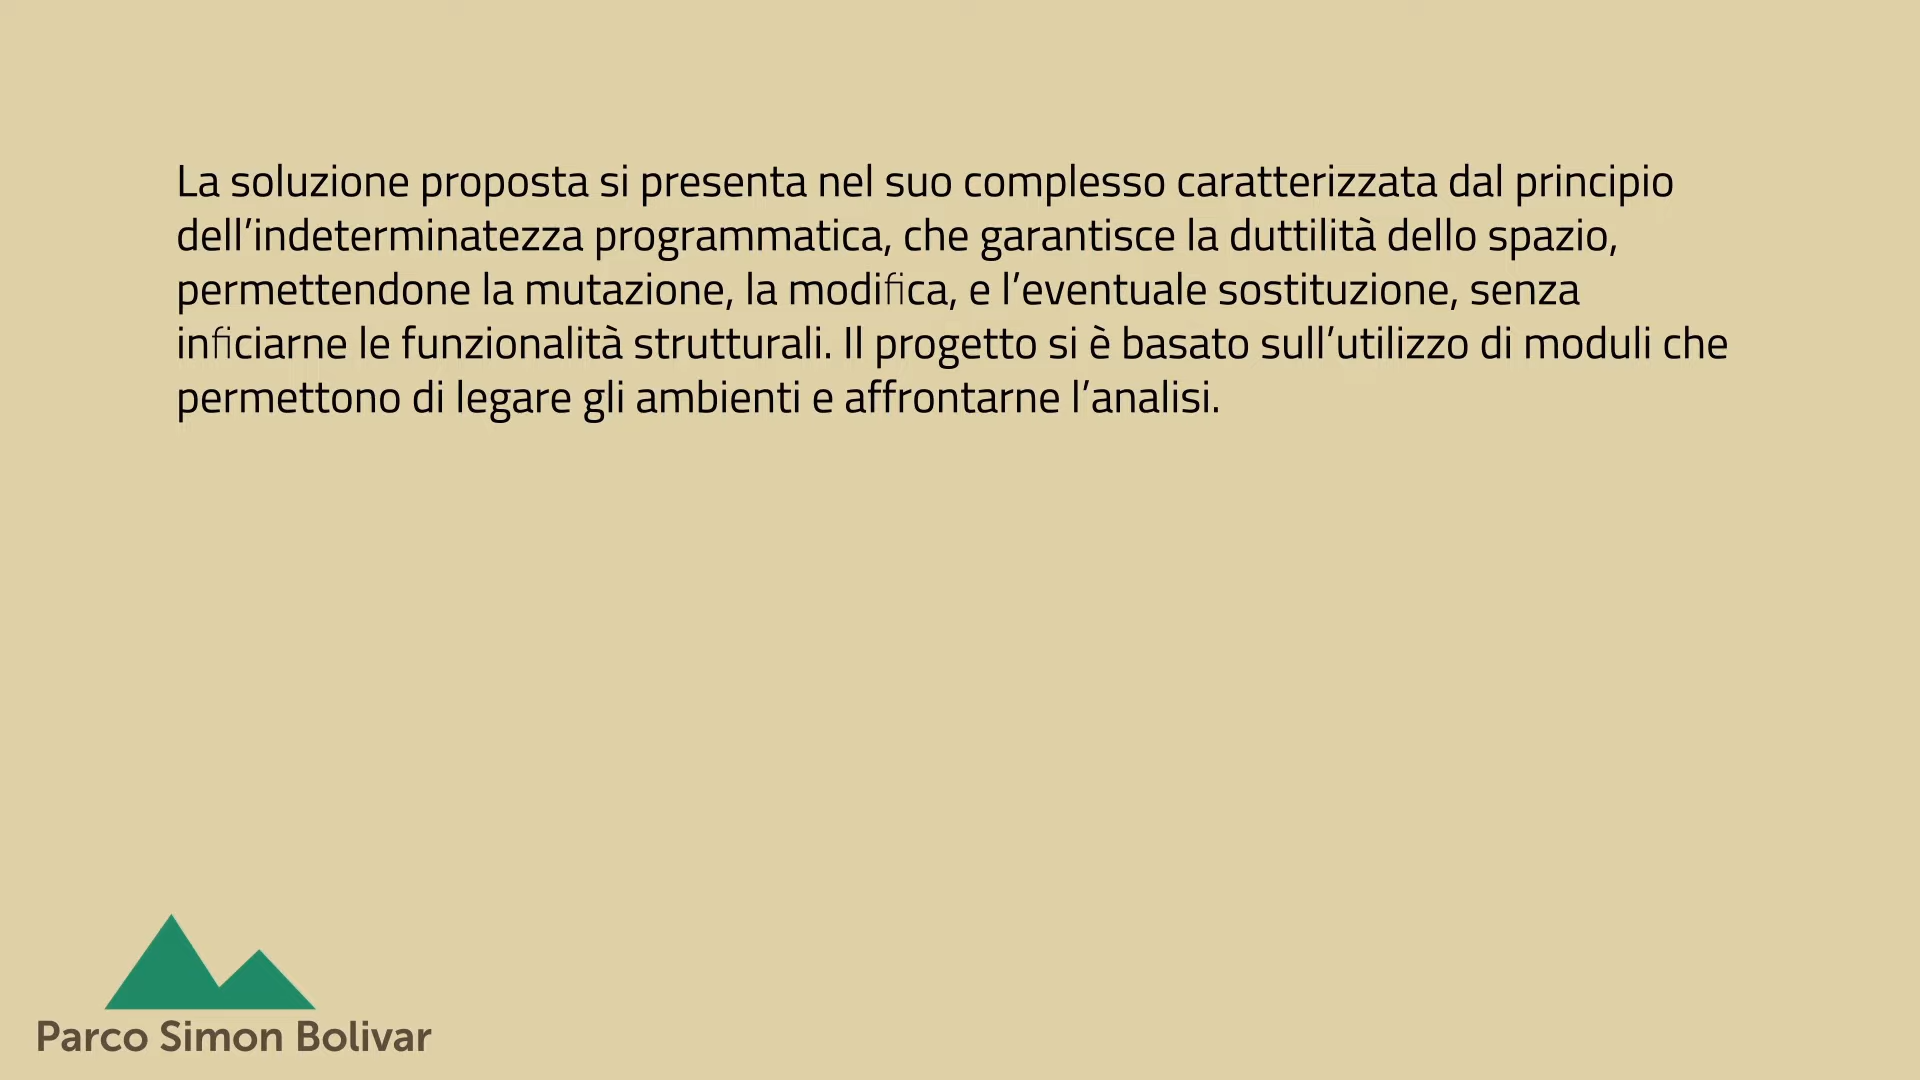 La soluzione proposta si presenta nel suo complesso caratterizzata dal principio
dell’indeterminatezza programmatica, che garantisce la duttilità dello spazio,
permettendone la mutazione, la modifica, e l’eventuale sostituzione, senza
inficiarne le funzionalità strutturali. Il progetto si è basato sull’utilizzo di moduli che
permettono di legare gli ambienti e affrontarne l’analisi.
Parco Simon Bolivar